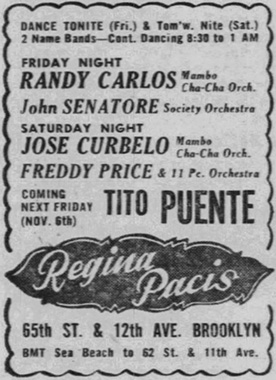 DANCE TONITE (Fri.) & Tom'w. Nite (Sat.)
2 Name Bands—Cont. Dancing 8:30 to 1 AM
FRIDAY NIGHT
RANDY CARLOS Mambo Cha-Cha Orch.
John SENATORE Society Orchestra
SATURDAY NIGHT
JOSE CURBELO Mambo Cha-Cha Orch.
FREDDY PRICE & 11 Pc. Orchestra
COMING
NEXT FRIDAY
(NOV. 6th)
TITO PUENTE
Regina
Pacis
65th ST. & 12th AVE. BROOKLYN
BMT Sea Beach to 62 St. & 11th Ave.